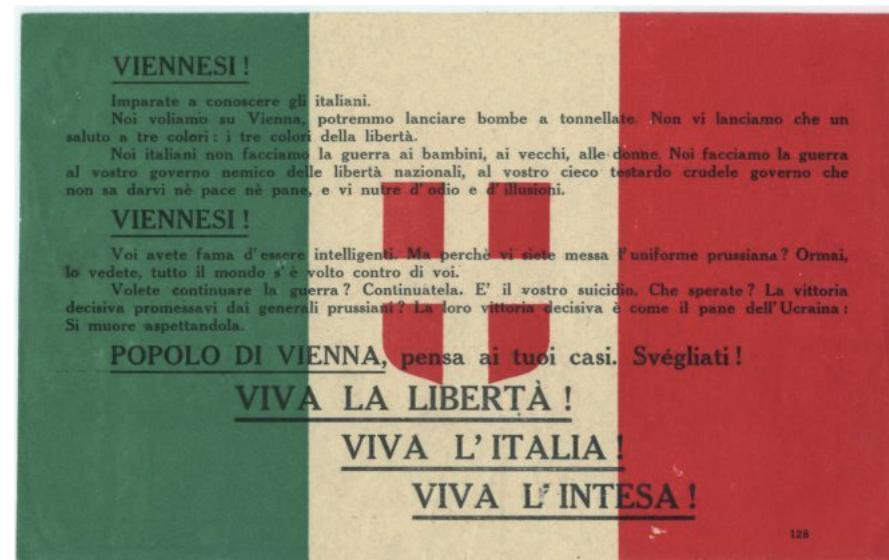 VIENNESI !
Imparate a conoscere gli italiani.
Noi voliamo su Vienna, potremmo lanciare bombe a tonnellate. Non vi lanciamo che un
saluto a tre colori : i tre colori della libertà.
Noi italiani non facciamo la guerra ai bambini, ai vecchi, alle donne. Noi facciamo la guerra
al vostro governo nemico delle libertà nazionali, al vostro cieco testardo crudele governo che
non sa darvi nè pace nè pane, e vi nutre d' odio e d' illusioni.
VIENNESI !
Voi avete fama d' essere intelligenti. Ma perchè vi siete messa l' uniforme prussiana ? Ormai,
lo vedete, tutto il mondo s' è volto contro di voi.
Volete continuare la guerra ? Continuatela. E' il vostro suicidio. Che sperate ? La vittoria
decisiva promessavi dai generali prussiani ? La loro vittoria decisiva è come il pane dell' Ucraina :
Si muore aspettandola.
POPOLO DI VIENNA, pensa ai tuoi casi. Svégliati !
VIVA LA LIBERTÀ !
VIVA L' ITALIA !
VIVA L' INTESA !
128